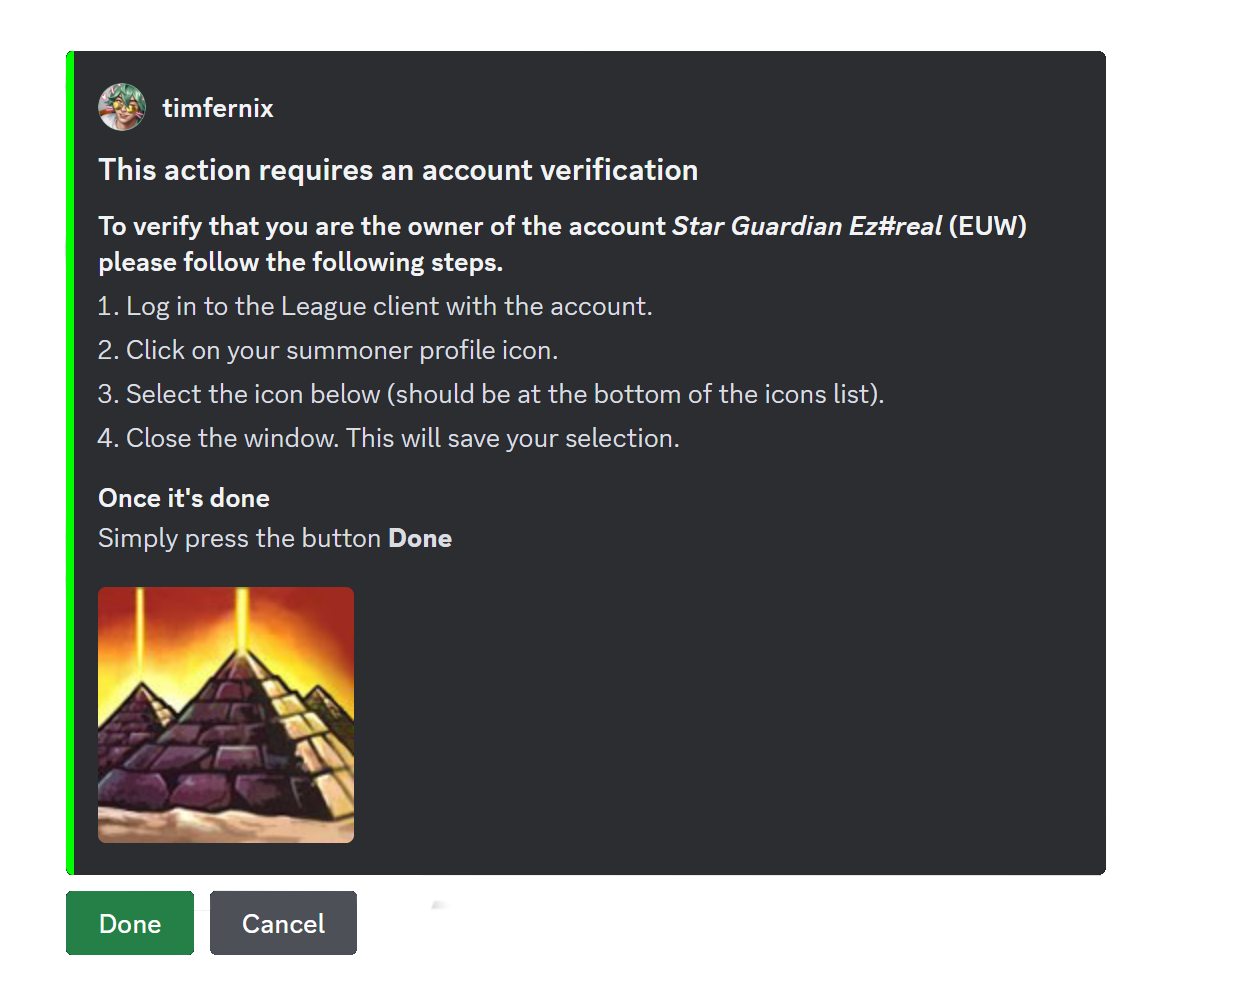 timfernix
This action requires an account verification
To verify that you are the owner of the account Star Guardian Ez#real (EUW)
please follow the following steps.
1. Log in to the League client with the account.
2. Click on your summoner profile icon.
3. Select the icon below (should be at the bottom of the icons list).
4. Close the window. This will save your selection.
Once it's done
Simply press the button Done
Done Cancel